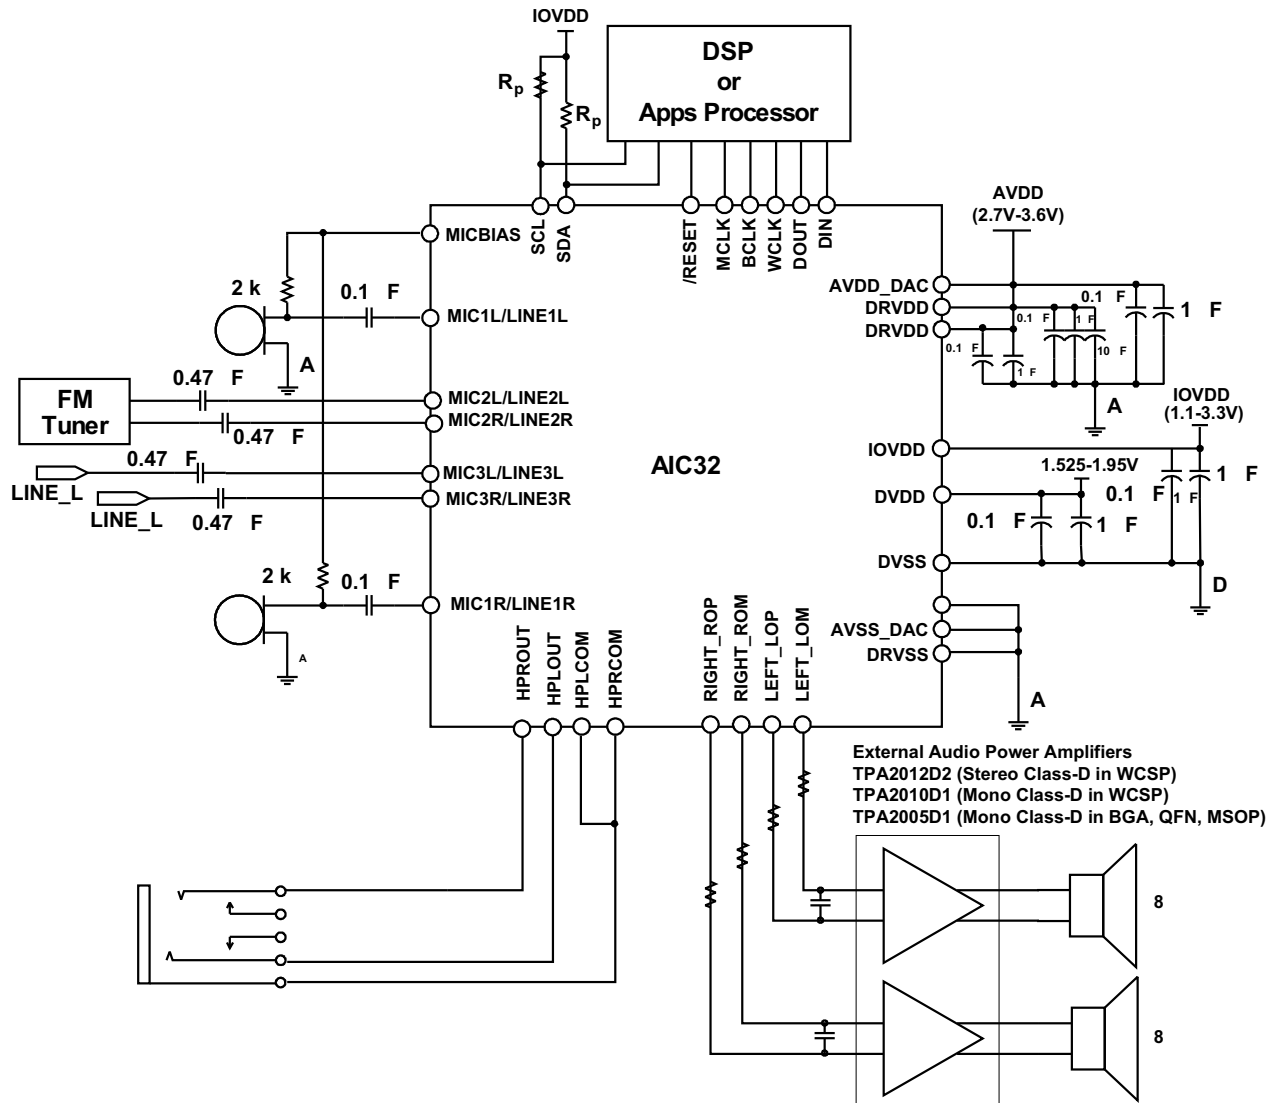 IOVDD
DSP
or
Apps Processor
Rp
Rp
SCL
SDA
/RESET
MCLK
BCLK
WCLK
DOUT
DIN
AVDD
(2.7V-3.6V)
MICBIAS
2 k
0.1 F
MIC1L/LINE1L
A
AVDD_DAC
DRVDD
DRVDD
0.1 F
1 F
0.1 F
1 F
10 F
0.1 F
1 F
A
FM
Tuner
0.47 F
MIC2L/LINE2L
MIC2R/LINE2R
0.47 F
IOVDD
(1.1-3.3V)
IOVDD
AIC32
0.47 F
LINE_L
MIC3L/LINE3L
LINE_L
0.47 F
MIC3R/LINE3R
1.525-1.95V
DVDD
0.1 F
1 F
0.1 F
1 F
1 F
DVSS
D
2 k
0.1 F
MIC1R/LINE1R
A
AVSS_DAC
DRVSS
A
HPROUT
HPLOUT
HPLCOM
HPRCOM
RIGHT_ROP
RIGHT_ROM
LEFT_LOP
LEFT_LOM
External Audio Power Amplifiers
TPA2012D2 (Stereo Class-D in WCSP)
TPA2010D1 (Mono Class-D in WCSP)
TPA2005D1 (Mono Class-D in BGA, QFN, MSOP)
8
8